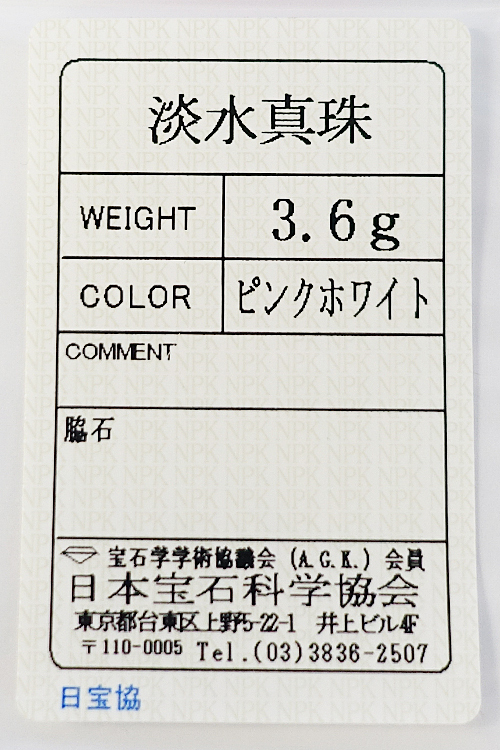 淡水真珠
WEIGHT 3.6g
COLOR ピンクホワイト
COMMENT
脇石
宝石学学術協議会 (A.G.K.) 会員
日本宝石科学協会
東京都台東区上野5-22-1 井上ビル4F
〒110-0005 Tel.(03)3836-2507
日宝協